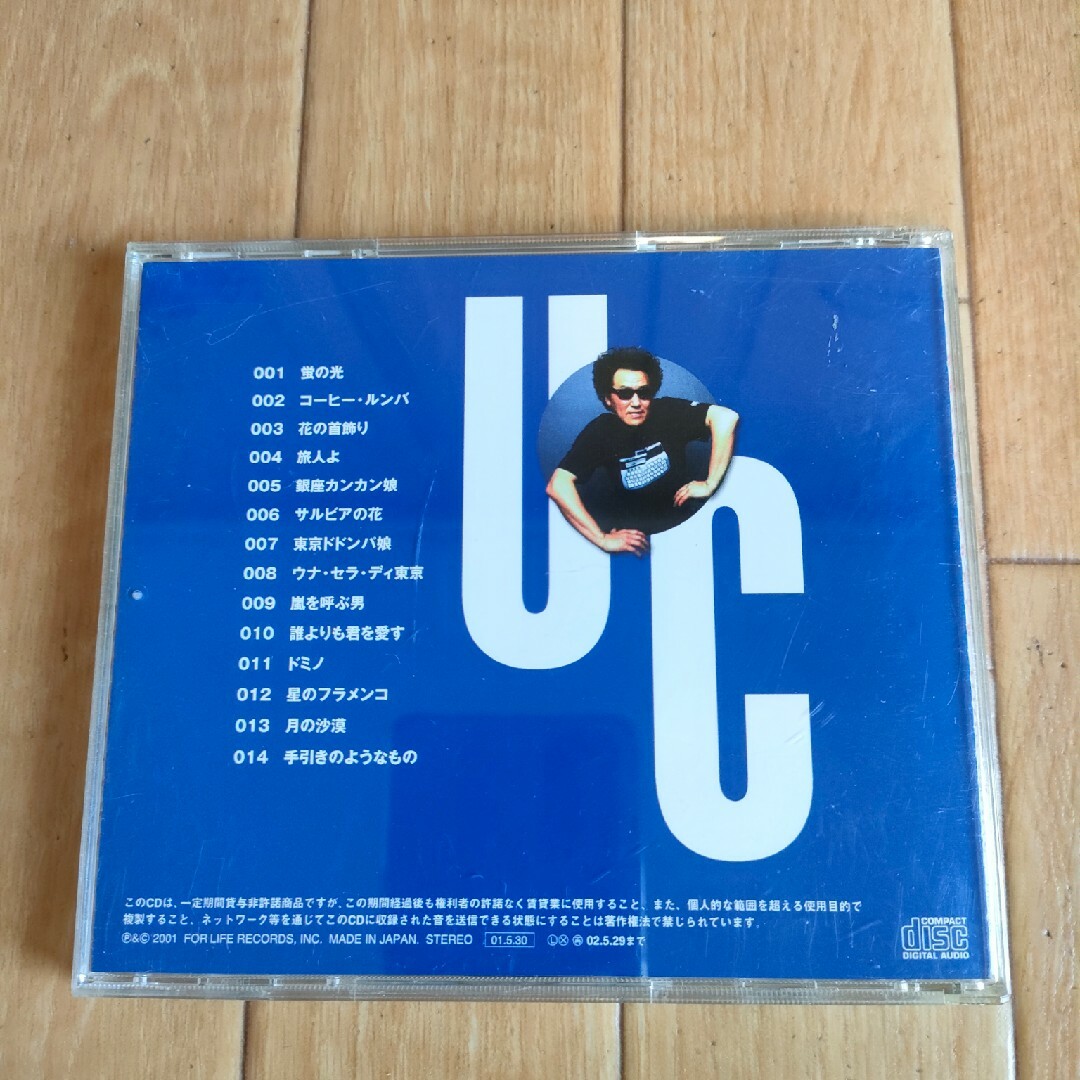 UC
001 蛍の光
002 コーヒー・ルンバ
003 花の首飾り
004 旅人よ
005 銀座カンカン娘
006 サルビアの花
007 東京ドドンパ娘
008 ウナ・セラ・ディ東京
009 嵐を呼ぶ男
010 誰よりも君を愛す
011 ドミノ
012 星のフラメンコ
013 月の沙漠
014 手引きのようなもの
このCDは、一定期間貸与非許諾商品ですが、この期間経過後も権利者の許諾なく賃貸業に使用すること、また、個人的な範囲を超える使用目的で
複製すること、ネットワーク等を通じてこのCDに収録された音を送信できる状態にすることは著作権法で禁じられています。
℗&© 2001 FOR LIFE RECORDS, INC. MADE IN JAPAN. STEREO 01.5.30 Ⓛ Ⓧ 02.5.29まで
COMPACT
disc
DIGITAL AUDIO